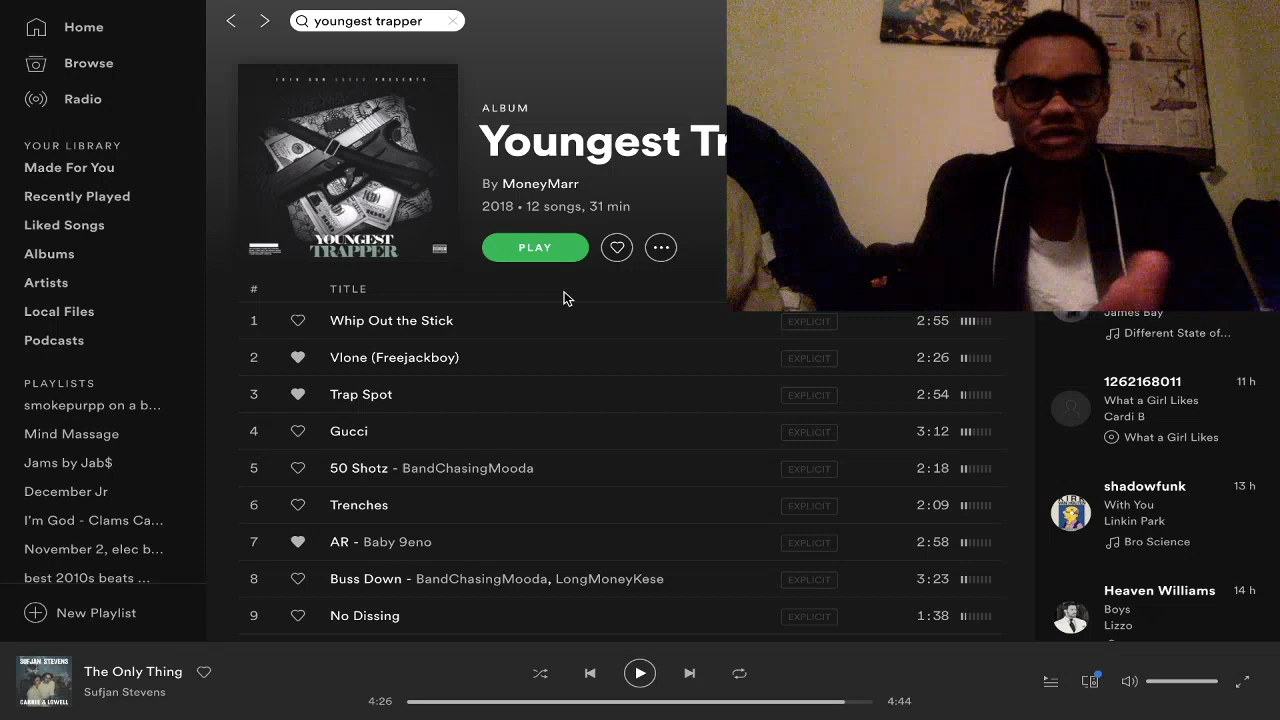 youngest trapper
Home
Browse
Radio
YOUR LIBRARY
Made For You
Recently Played
Liked Songs
Albums
Artists
Local Files
Podcasts
PLAYLISTS
smokepurpp on a b...
Mind Massage
Jams by Jab$
December Jr
I'm God - Clams Ca...
November 2, elec b...
best 2010s beats ...
New Playlist
YOUNGEST
TRAPPER
ALBUM
Youngest Tr
By MoneyMarr
2018 • 12 songs, 31 min
PLAY
# TITLE
1 Whip Out the Stick EXPLICIT 2:55
2 Vlone (Freejackboy) EXPLICIT 2:26
3 Trap Spot EXPLICIT 2:54
4 Gucci EXPLICIT 3:12
5 50 Shotz - BandChasingMooda EXPLICIT 2:18
6 Trenches EXPLICIT 2:09
7 AR - Baby 9eno EXPLICIT 2:58
8 Buss Down - BandChasingMooda, LongMoneyKese EXPLICIT 3:23
9 No Dissing EXPLICIT 1:38
James Bay
Different State of...
1262168011 11 h
What a Girl Likes
Cardi B
What a Girl Likes
shadowfunk 13 h
With You
Linkin Park
Bro Science
Heaven Williams 14 h
Boys
Lizzo
SUFJAN STEVENS
CARRIE & LOWELL
The Only Thing
Sufjan Stevens
4:26
4:44